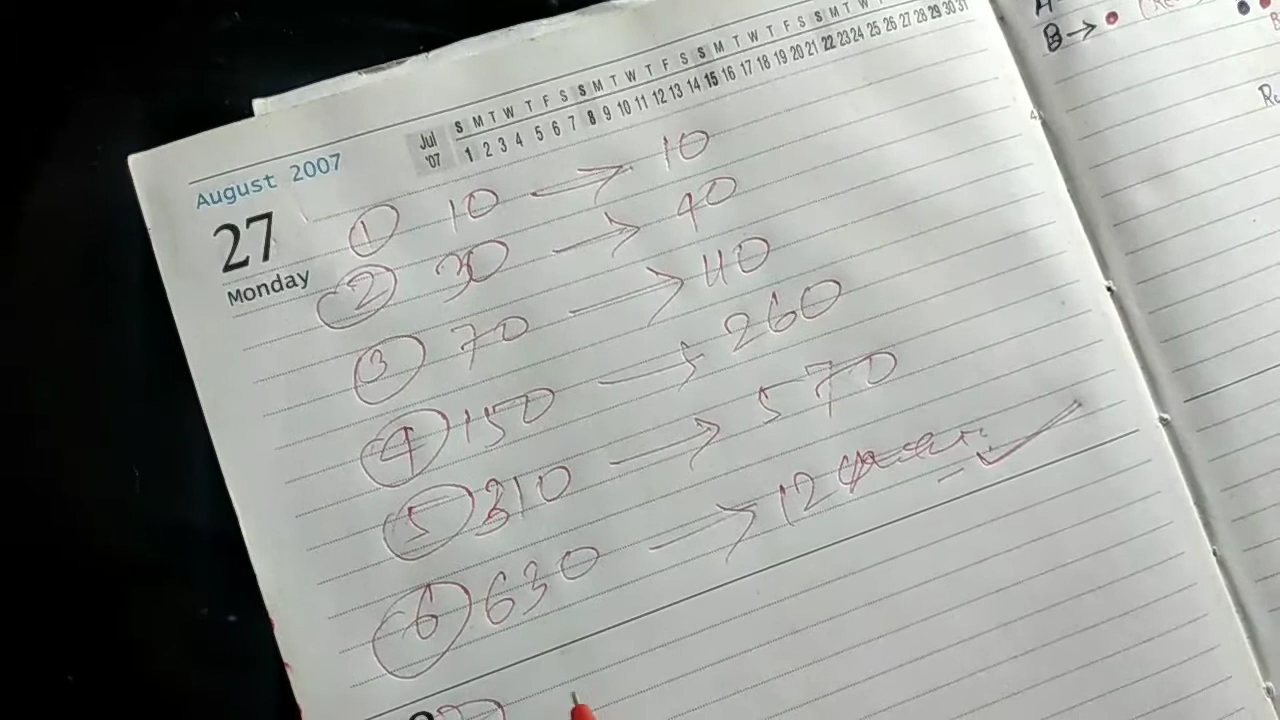 Jul '07 S M T W T F S S M T W T F S S M T W T F S S M T W
1 2 3 4 5 6 7 8 9 10 11 12 13 14 15 16 17 18 19 20 21 22 23 24 25 26 27 28 29 30 31
August 2007
27
Monday
① 10 → 10
② 30 → 40
③ 70 → 110
④ 150 → 260
⑤ 310 → 570
⑥ 630 → 12
B →